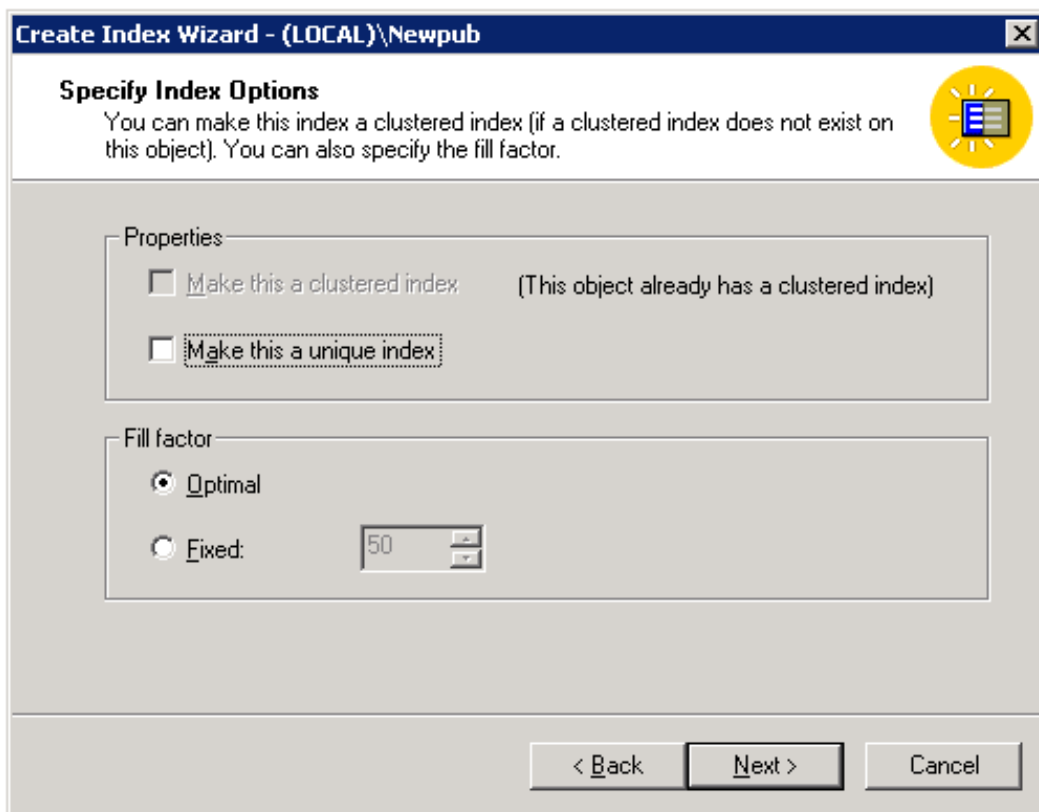 Create Index Wizard - (LOCAL)\Newpub
Specify Index Options
You can make this index a clustered index (if a clustered index does not exist on
this object). You can also specify the fill factor.
Properties
Make this a clustered index (This object already has a clustered index)
Make this a unique index
Fill factor
Optimal
Fixed: 50
< Back Next > Cancel